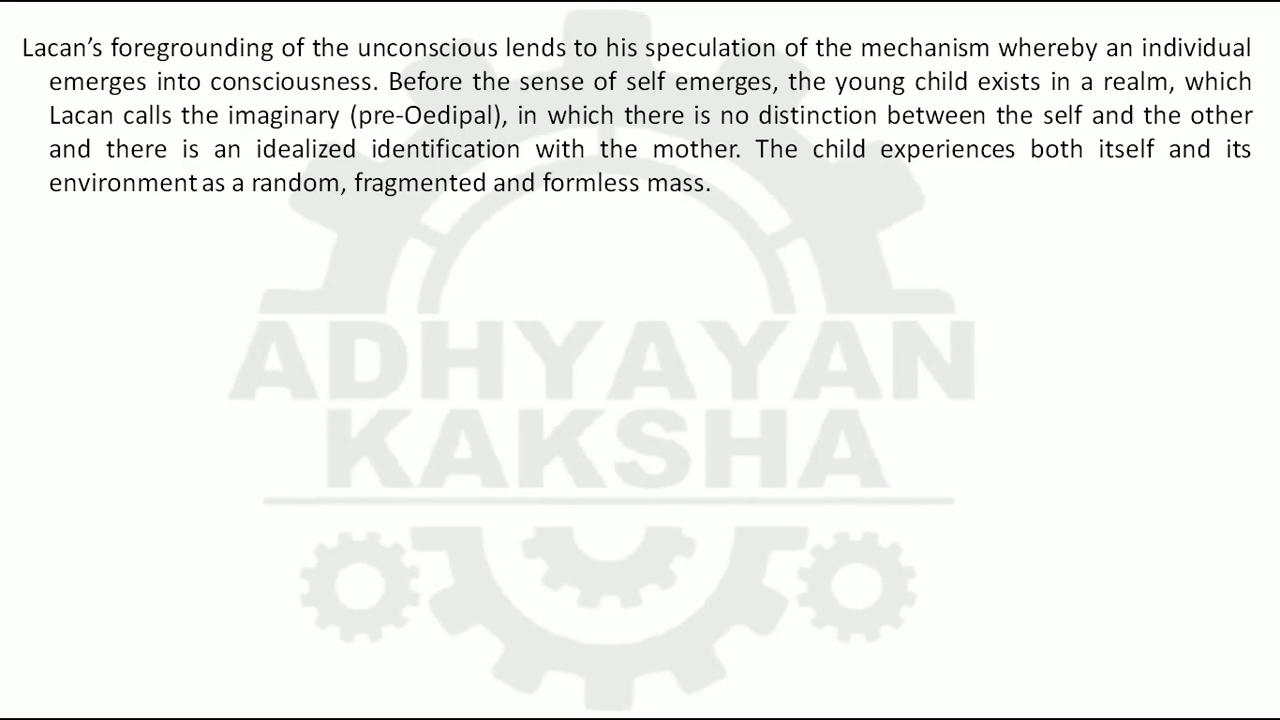 Lacan’s foregrounding of the unconscious lends to his speculation of the mechanism whereby an individual
emerges into consciousness. Before the sense of self emerges, the young child exists in a realm, which
Lacan calls the imaginary (pre-Oedipal), in which there is no distinction between the self and the other
and there is an idealized identification with the mother. The child experiences both itself and its
environment as a random, fragmented and formless mass.
ADHYAYAN
KAKSHA